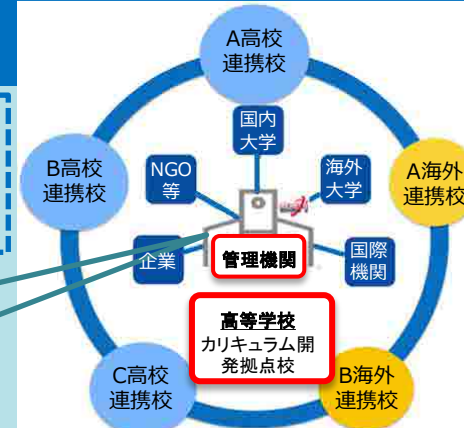 A高校
連携校
国内
大学
B高校
連携校
NGO
等
海外
大学
A海外
連携校
企業
管理機関
国際
機関
高等学校
カリキュラム開
発拠点校
C高校
連携校
B海外
連携校